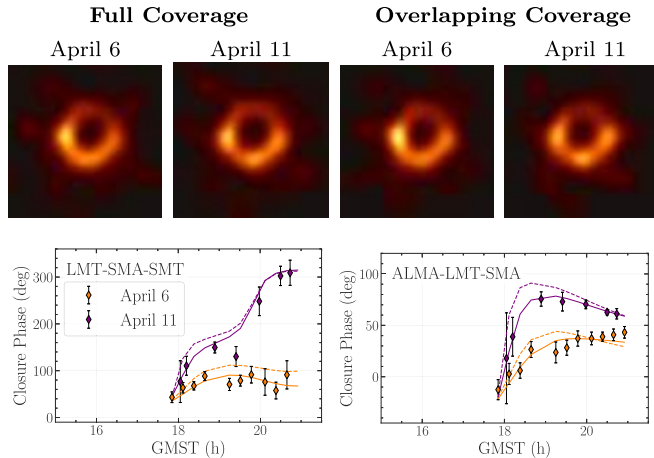 Full Coverage
Overlapping Coverage
April 6
April 11
April 6
April 11
LMT-SMA-SMT
April 6
April 11
Closure Phase (deg)
300
200
100
0
16
18
20
GMST (h)
ALMA-LMT-SMA
Closure Phase (deg)
100
50
0
16
18
20
GMST (h)